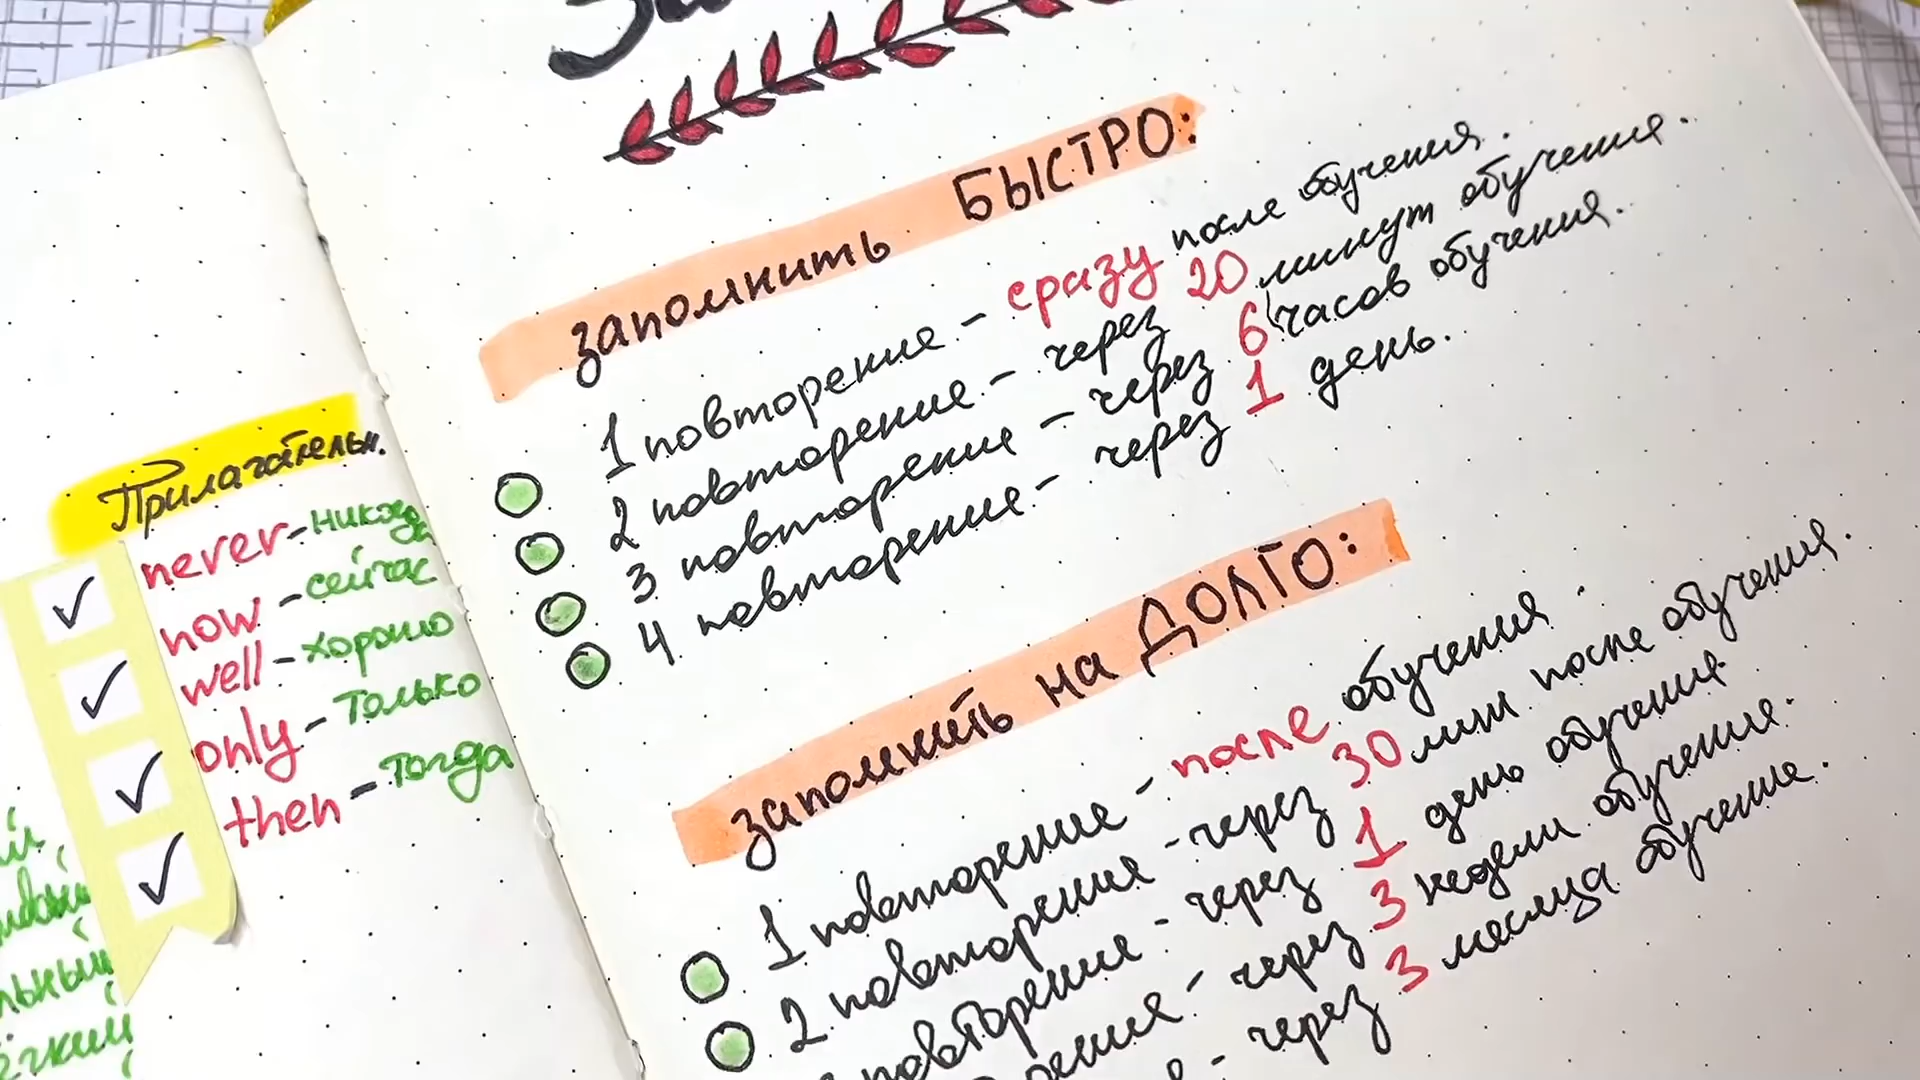 Прилагательн.
never - никогда
now - сейчас
well - хорошо
only - только
then - тогда
льный
запомнить БЫСТРО:
1 повторение - сразу после обучения.
2 повторение - через 20 минут обучения.
3 повторение - через 6 часов обучения.
4 повторение - через 1 день.
запомнить на ДОЛГО:
1 повторение - после обучения.
2 повторения - через 30 мин после обучения.
повторение - через 1 день обучения
- через 3 недели обучения.
- через 3 месяца обучение.